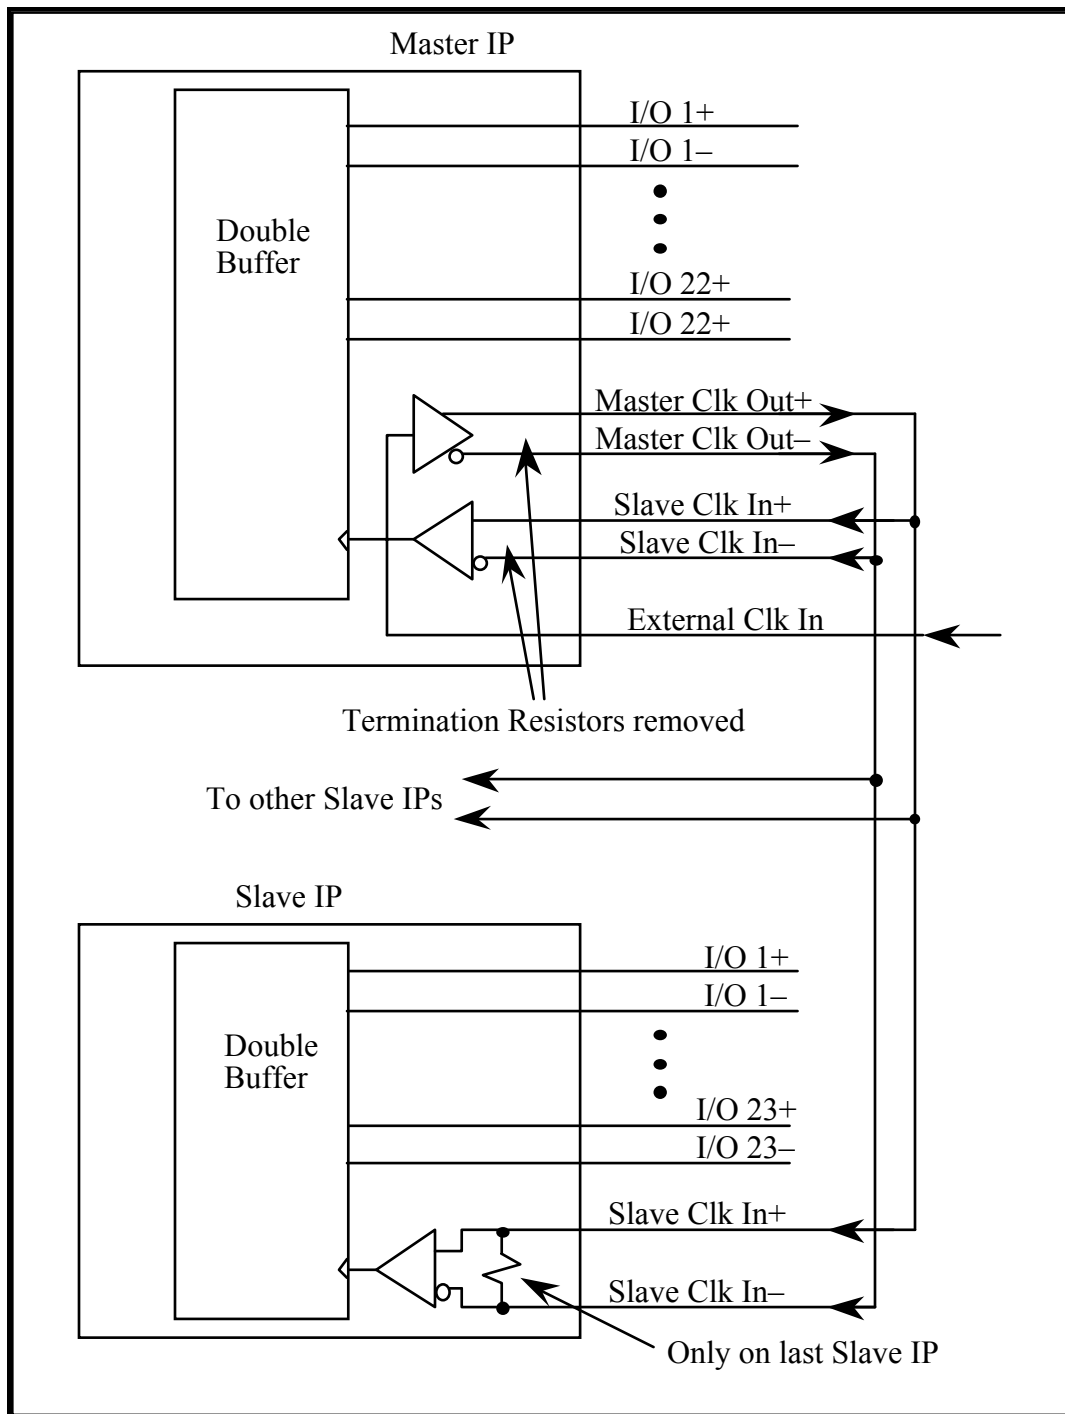 Master IP
I/O 1+
I/O 1–
Double
Buffer
I/O 22+
I/O 22+
Master Clk Out+
Master Clk Out–
Slave Clk In+
Slave Clk In–
External Clk In
Termination Resistors removed
To other Slave IPs
Slave IP
I/O 1+
I/O 1–
Double
Buffer
I/O 23+
I/O 23–
Slave Clk In+
Slave Clk In–
Only on last Slave IP